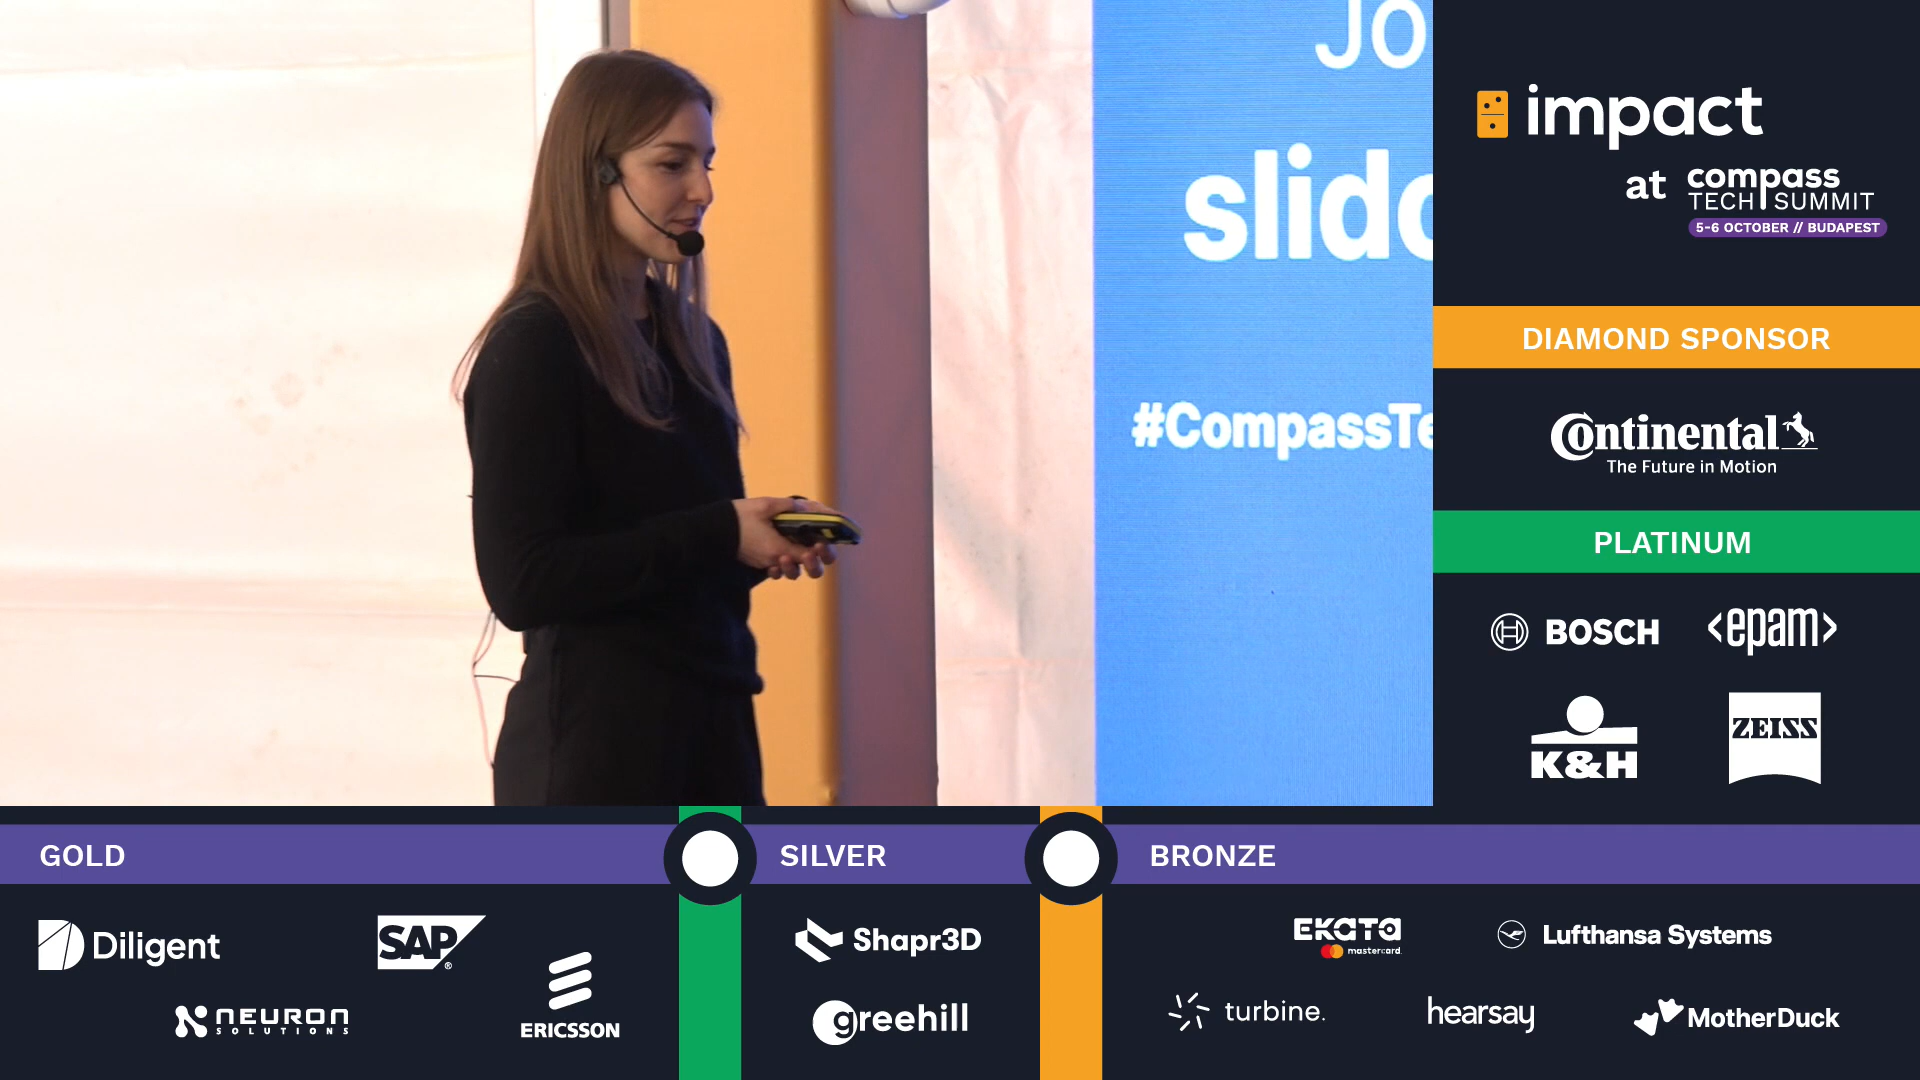 Jo
slido
#CompassTe
impact
at compass
TECH SUMMIT
5-6 OCTOBER // BUDAPEST
DIAMOND SPONSOR
Continental
The Future in Motion
PLATINUM
BOSCH
<epam>
K&H
ZEISS
GOLD
SILVER
BRONZE
Diligent
SAP
®
NEURON
SOLUTIONS
ERICSSON
Shapr3D
greehill
EKATA
mastercard.
Lufthansa Systems
turbine.
hearsay
MotherDuck